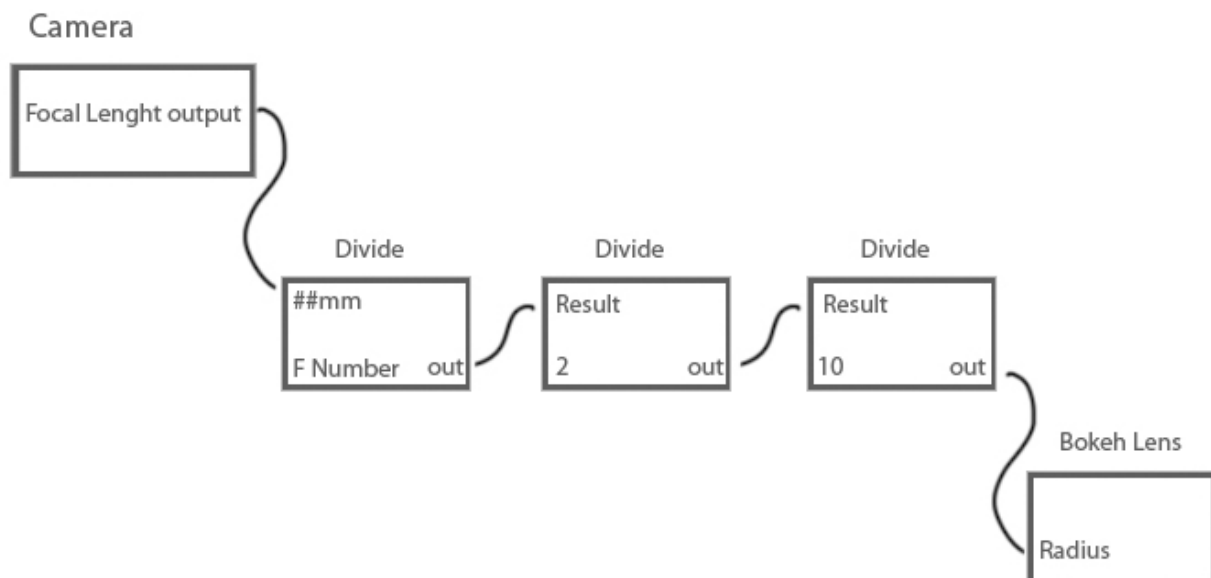 Camera
Focal Lenght output
Divide
##mm
F Number out
Divide
Result
2 out
Divide
Result
10 out
Bokeh Lens
Radius